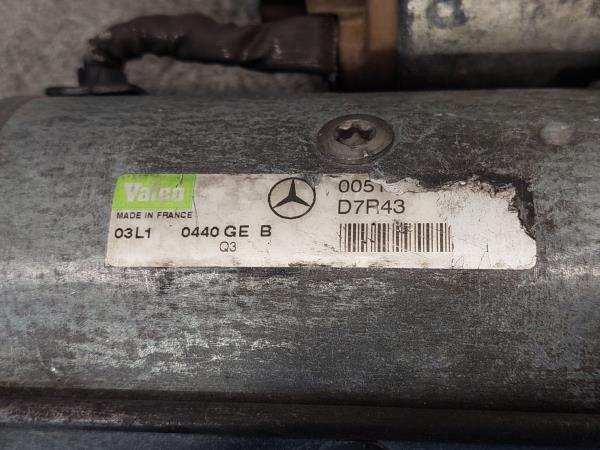 Valeo
MADE IN FRANCE
03L1 0440 GE B
Q3
0051
D7R43